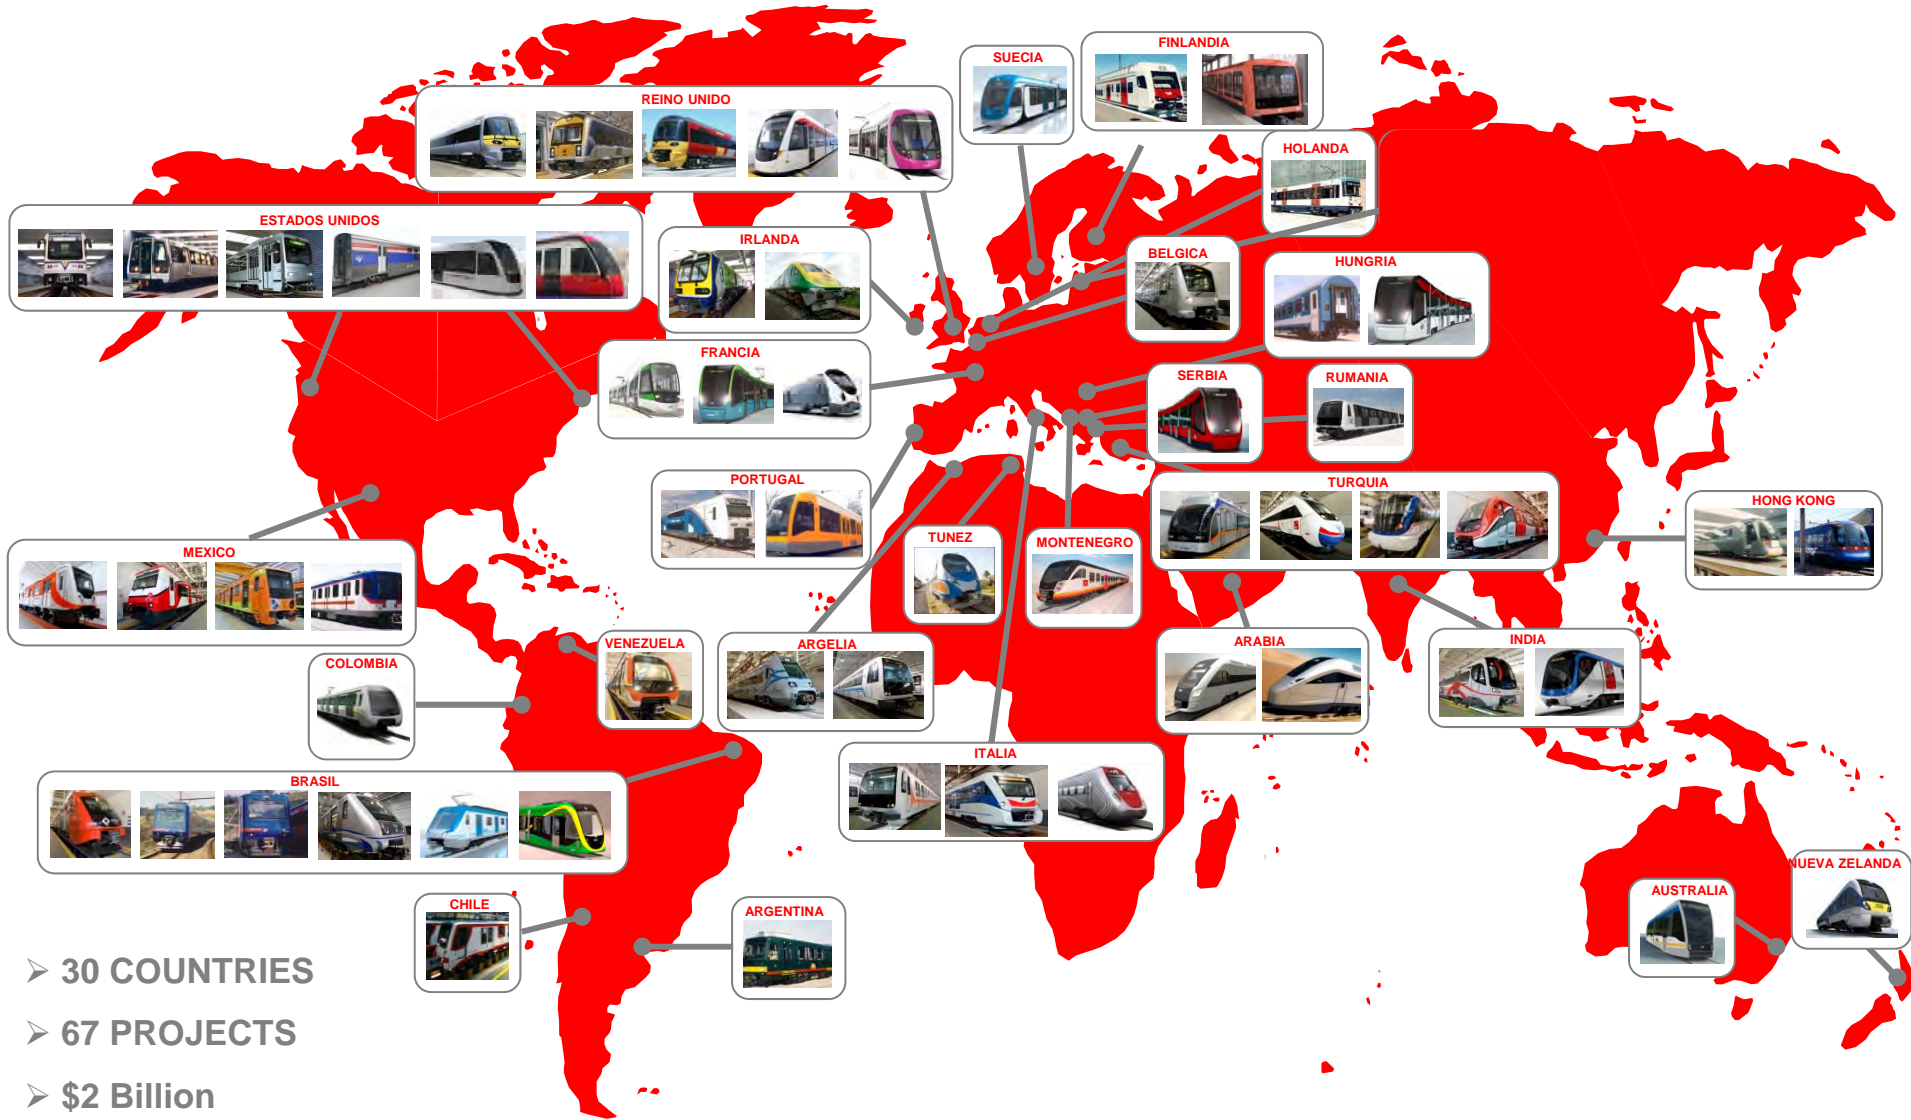 SUECIA
FINLANDIA
REINO UNIDO
HOLANDA
ESTADOS UNIDOS
IRLANDA
BELGICA
HUNGRIA
FRANCIA
SERBIA
RUMANIA
PORTUGAL
TURQUIA
HONG KONG
TUNEZ
MONTENEGRO
MEXICO
VENEZUELA
ARGELIA
ARABIA
INDIA
COLOMBIA
ITALIA
BRASIL
NUEVA ZELANDA
AUSTRALIA
CHILE
ARGENTINA
➢ 30 COUNTRIES
➢ 67 PROJECTS
➢ $2 Billion